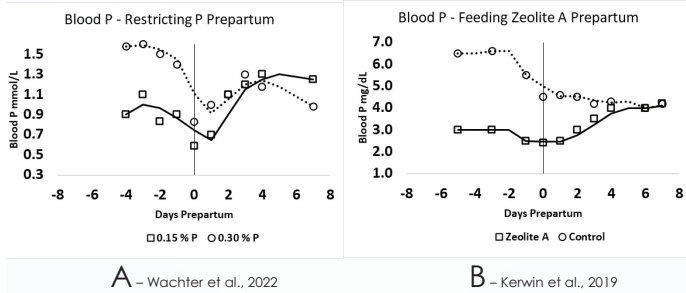 Blood P - Restricting P Prepartum
Blood P mmol/L
1.5
1.3
1.1
0.9
0.7
0.5
0.3
-8 -6 -4 -2 0 2 4 6 8
Days Prepartum
0.15 % P 0.30 % P
A – Wachter et al., 2022
Blood P - Feeding Zeolite A Prepartum
Blood P mg/dL
7.0
6.0
5.0
4.0
3.0
2.0
1.0
-8 -6 -4 -2 0 2 4 6 8
Days Prepartum
Zeolite A Control
B – Kerwin et al., 2019